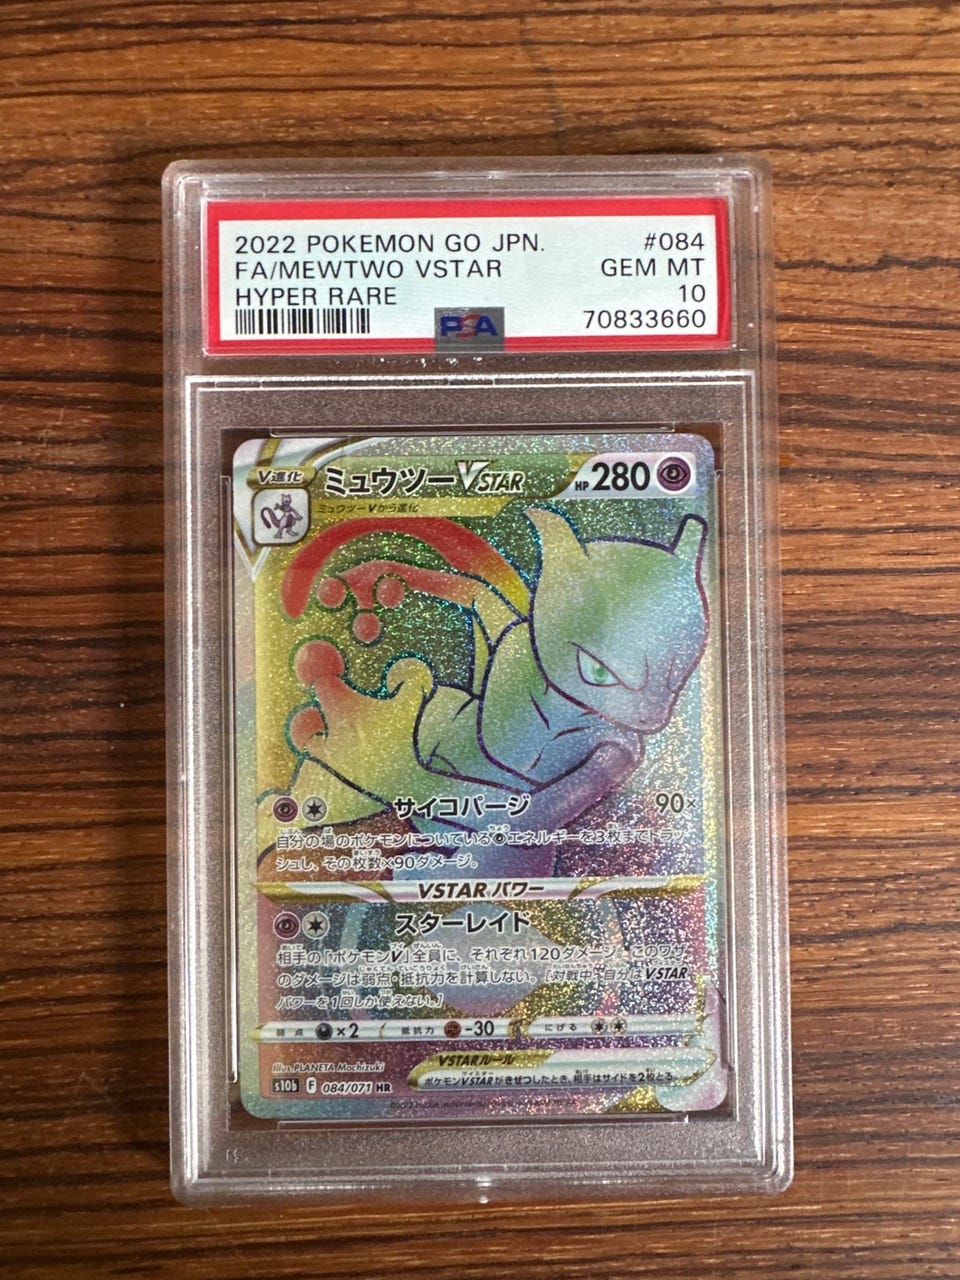 2022 POKEMON GO JPN. #084
FA/MEWTWO VSTAR GEM MT
HYPER RARE 10
PSA 70833660
V進化 ミュウツーVSTAR HP 280
ミュウツーVから進化
サイコパージ 90×
自分の場のポケモンについているエネルギーを3枚までトラッ
シュし、その枚数×90ダメージ。
VSTARパワー
スターレイド
相手の「ポケモンV」全員に、それぞれ120ダメージ。このワザ
のダメージは弱点・抵抗力を計算しない。[対戦中、自分はVSTAR
パワーを1回しか使えない。]
弱点 ×2 抵抗力 -30 にげる
Illus. PLANETA Mochizuki VSTARルール
s10b F 084/071 HR ポケモンVSTARがきぜつしたとき、相手はサイドを2枚とる。